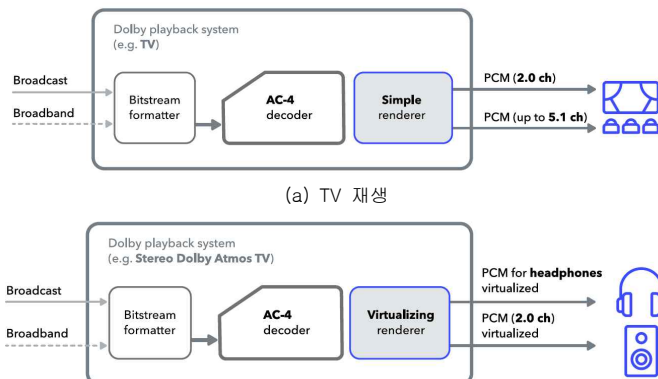 Dolby playback system
(e.g. TV)
Broadcast
Broadband
Bitstream
formatter
AC-4
decoder
Simple
renderer
PCM (2.0 ch)
PCM (up to 5.1 ch)
(a) TV 재생
Dolby playback system
(e.g. Stereo Dolby Atmos TV)
Broadcast
Broadband
Bitstream
formatter
AC-4
decoder
Virtualizing
renderer
PCM for headphones
virtualized
PCM (2.0 ch)
virtualized